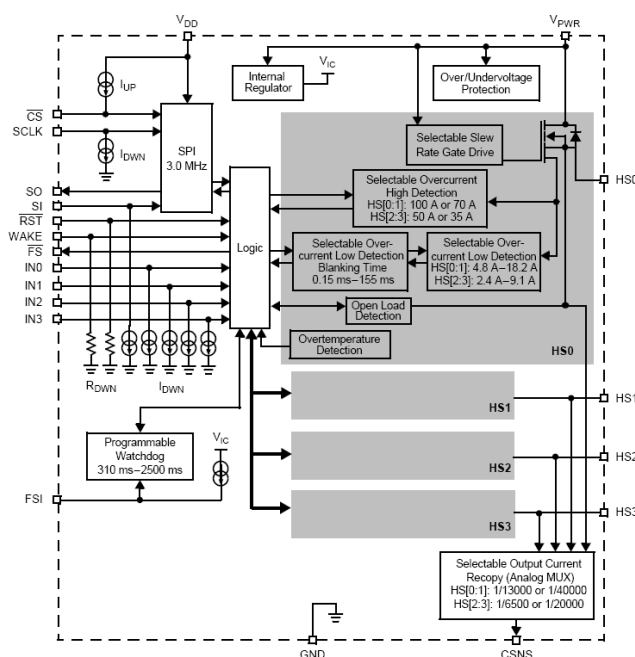 VDD
VPWR
IUP
VIC
Internal
Regulator
Over/Undervoltage
Protection
CS
SCLK
SPI
3.0 MHz
IDWN
Selectable Slew
Rate Gate Drive
SO
SI
RST
WAKE
FS
IN0
IN1
IN2
IN3
Logic
Selectable Overcurrent
High Detection
HS[0:1]: 100 A or 70 A
HS[2:3]: 50 A or 35 A
HS0
Selectable Over-
current Low Detection
Blanking Time
0.15 ms–155 ms
Selectable Over-
current Low Detection
HS[0:1]: 4.8 A–18.2 A
HS[2:3]: 2.4 A–9.1 A
Open Load
Detection
Overtemperature
Detection
HS0
RDWN
IDWN
HS1
HS1
Programmable
Watchdog
310 ms–2500 ms
VIC
HS2
HS2
FSI
HS3
HS3
Selectable Output Current
Recopy (Analog MUX)
HS[0:1]: 1/13000 or 1/40000
HS[2:3]: 1/6500 or 1/20000
GND
CSNS